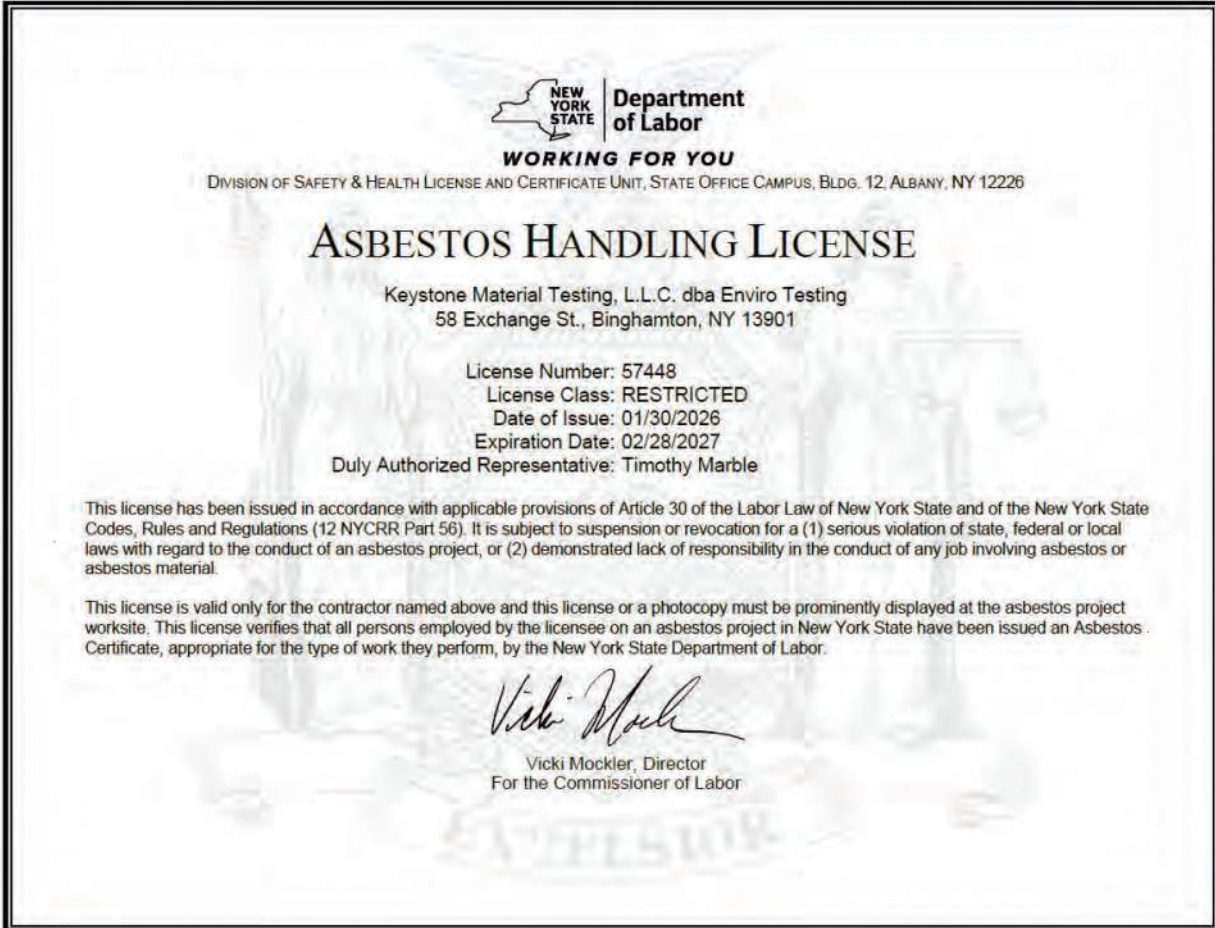 NEW
YORK
STATE
Department
of Labor
WORKING FOR YOU
DIVISION OF SAFETY & HEALTH LICENSE AND CERTIFICATE UNIT, STATE OFFICE CAMPUS, BLDG. 12, ALBANY, NY 12226
ASBESTOS HANDLING LICENSE
Keystone Material Testing, L.L.C. dba Enviro Testing
58 Exchange St., Binghamton, NY 13901
License Number: 57448
License Class: RESTRICTED
Date of Issue: 01/30/2026
Expiration Date: 02/28/2027
Duly Authorized Representative: Timothy Marble
This license has been issued in accordance with applicable provisions of Article 30 of the Labor Law of New York State and of the New York State
Codes, Rules and Regulations (12 NYCRR Part 56). It is subject to suspension or revocation for a (1) serious violation of state, federal or local
laws with regard to the conduct of an asbestos project, or (2) demonstrated lack of responsibility in the conduct of any job involving asbestos or
asbestos material.
This license is valid only for the contractor named above and this license or a photocopy must be prominently displayed at the asbestos project
worksite. This license verifies that all persons employed by the licensee on an asbestos project in New York State have been issued an Asbestos
Certificate, appropriate for the type of work they perform, by the New York State Department of Labor.
Vicki Mockler, Director
For the Commissioner of Labor
EXCELSIOR